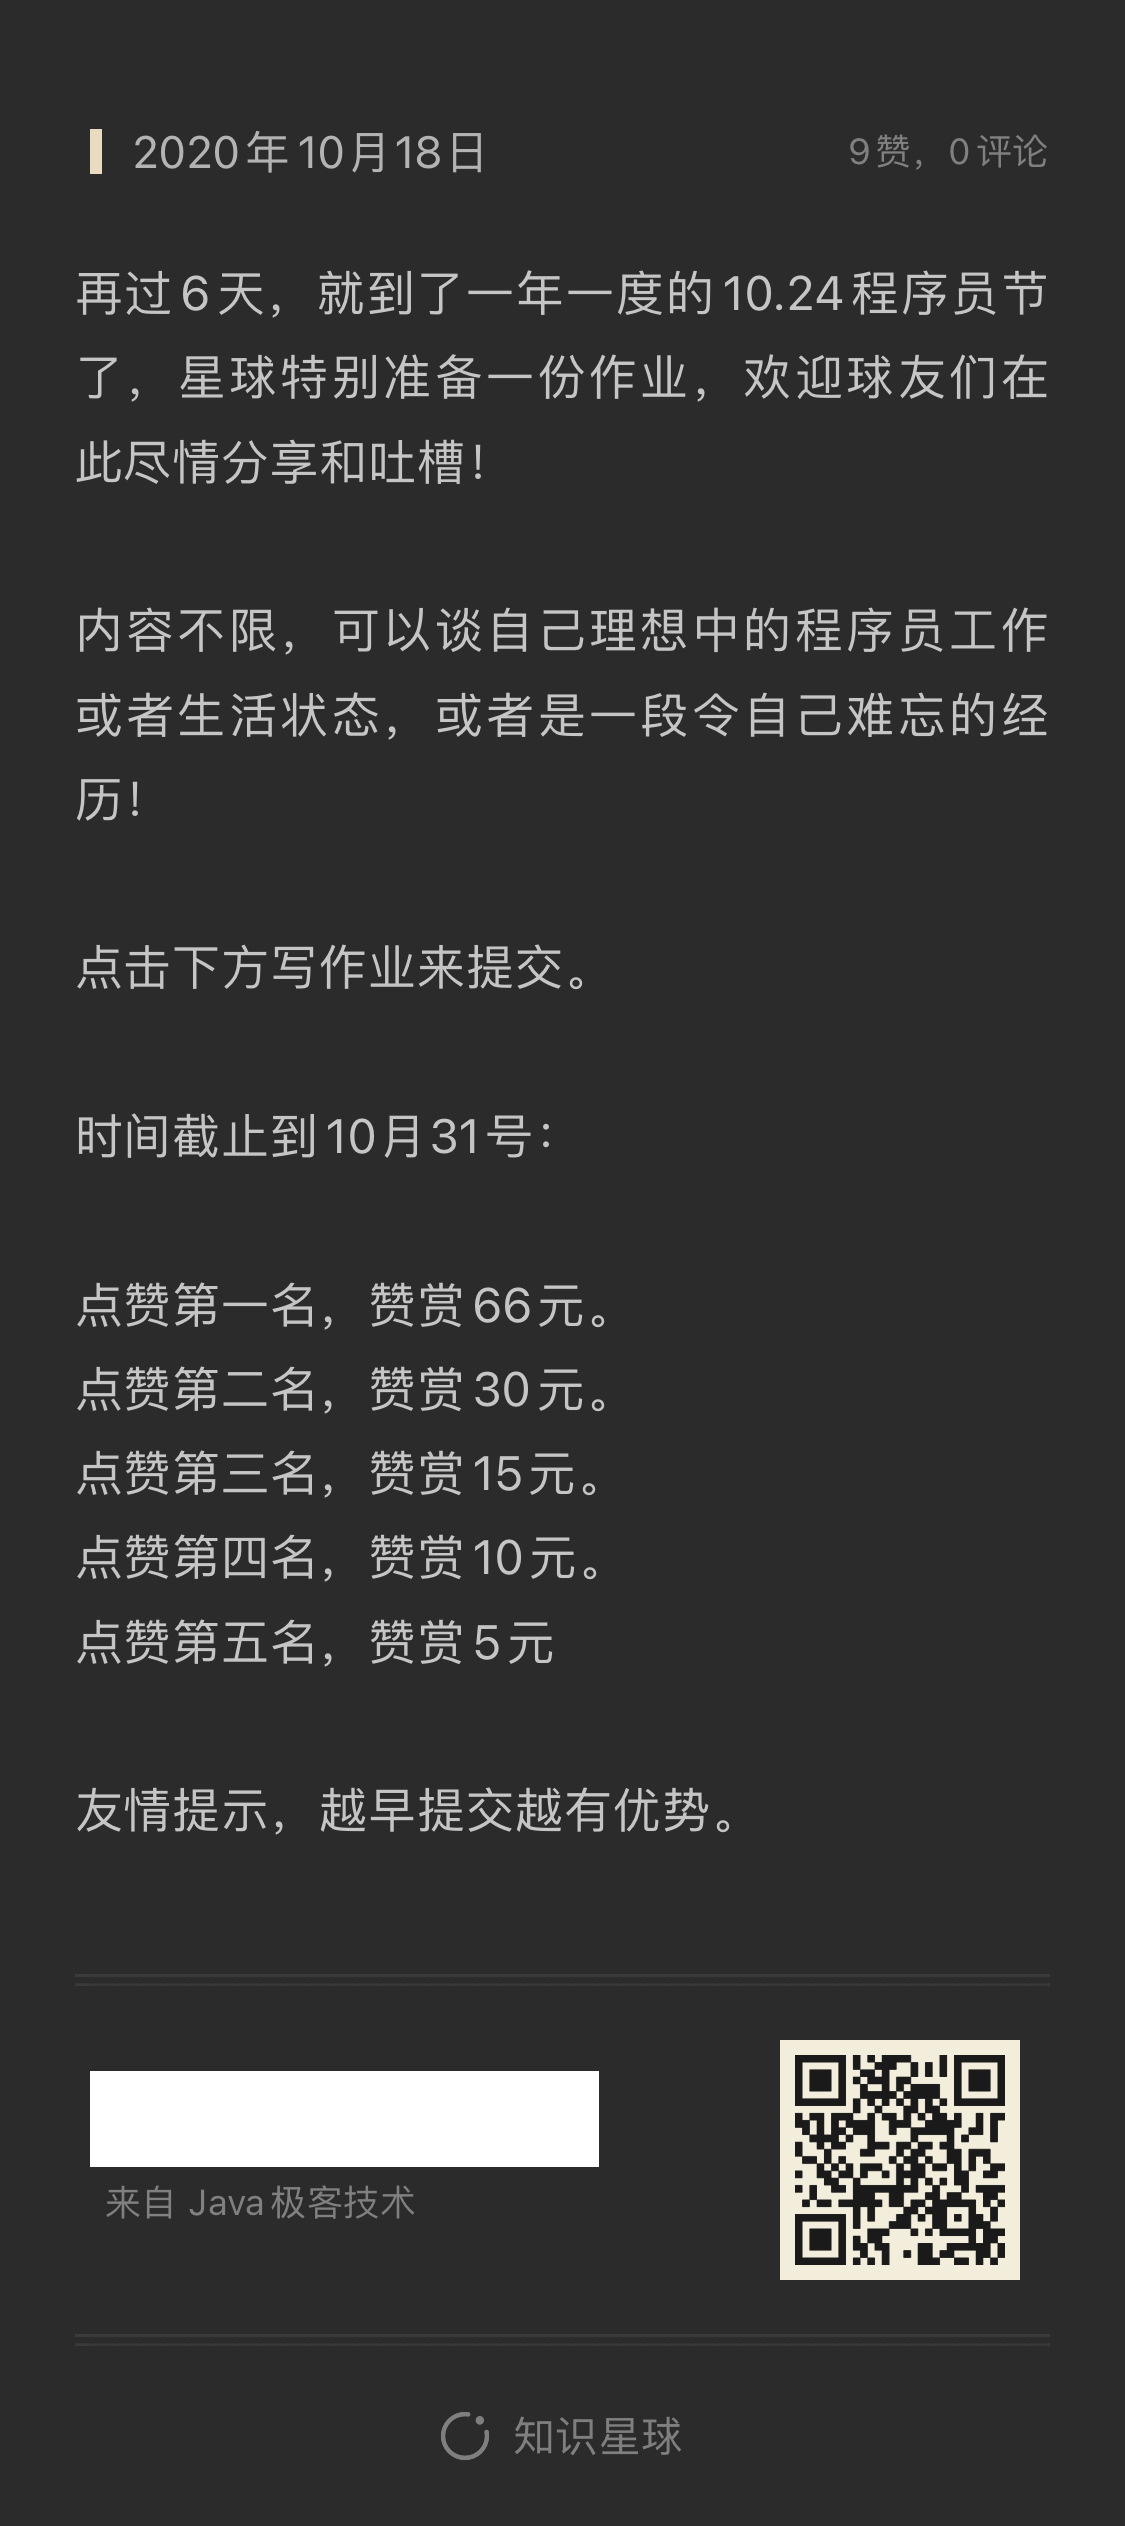 2020年10月18日
9赞，0评论
再过6天，就到了一年一度的10.24程序员节
了，星球特别准备一份作业，欢迎球友们在
此尽情分享和吐槽！
内容不限，可以谈自己理想中的程序员工作
或者生活状态，或者是一段令自己难忘的经
历！
点击下方写作业来提交。
时间截止到10月31号：
点赞第一名，赞赏66元。
点赞第二名，赞赏30元。
点赞第三名，赞赏15元。
点赞第四名，赞赏10元。
点赞第五名，赞赏5元
友情提示，越早提交越有优势。
来自 Java极客技术
知识星球